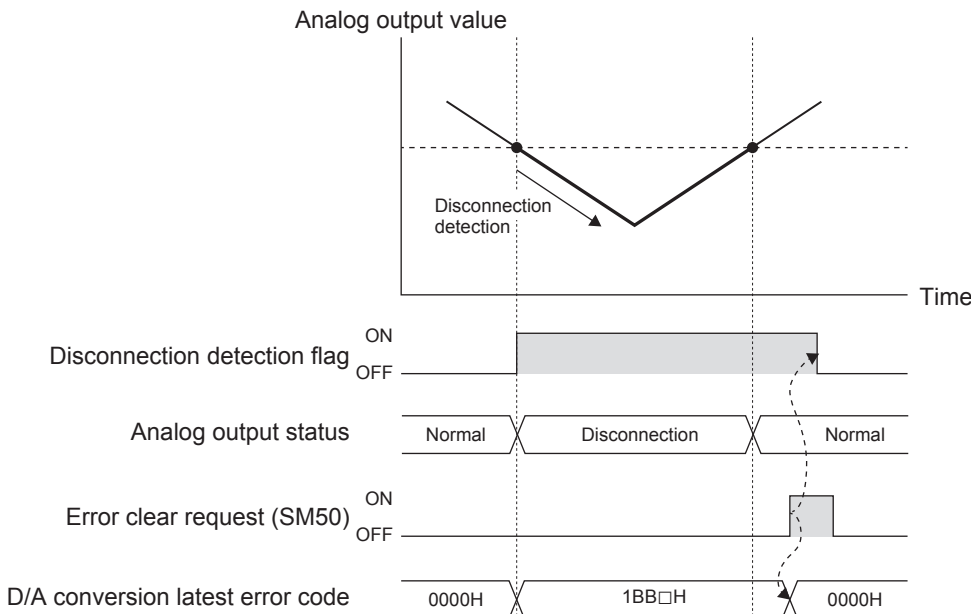 Analog output value
Disconnection
detection
Time
Disconnection detection flag
ON
OFF
Analog output status
Normal
Disconnection
Normal
Error clear request (SM50)
ON
OFF
D/A conversion latest error code
0000H
1BB□H
0000H